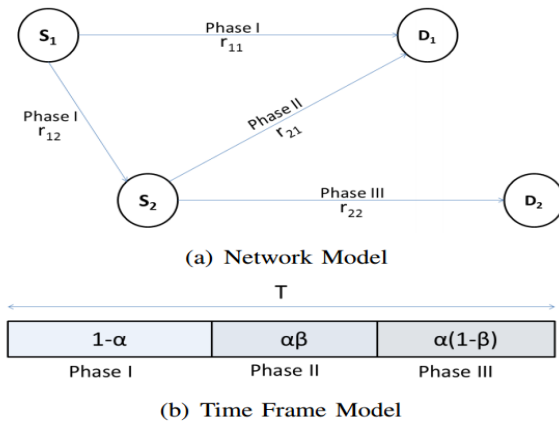 S₁
Phase I
r₁₁
D₁
Phase I
r₁₂
Phase II
r₂₁
S₂
Phase III
r₂₂
D₂
(a) Network Model
T
1-α αβ α(1-β)
Phase I Phase II Phase III
(b) Time Frame Model